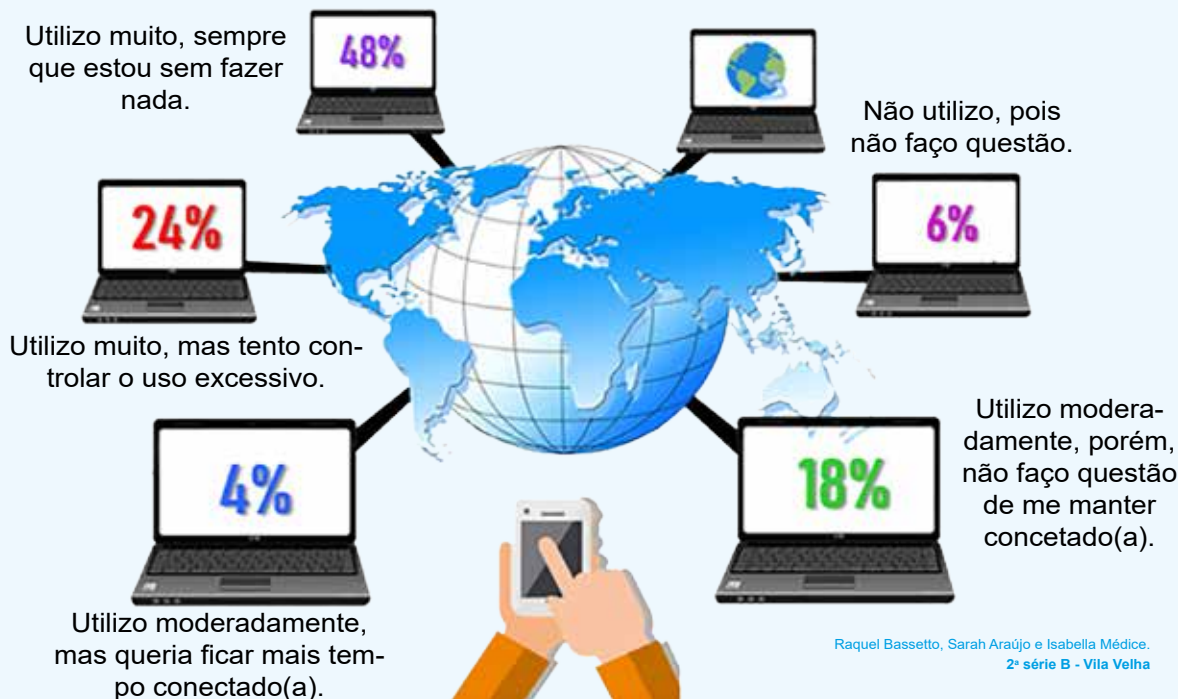 Utilizo muito, sempre
que estou sem fazer
nada.
48%
Não utilizo, pois
não faço questão.
6%
24%
Utilizo muito, mas tento con-
trolar o uso excessivo.
4%
Utilizo moderadamente,
mas queria ficar mais tem-
po conectado(a).
18%
Utilizo modera-
damente, porém,
não faço questão
de me manter
concetado(a).
Raquel Bassetto, Sarah Araújo e Isabella Médice.
2ª série B - Vila Velha